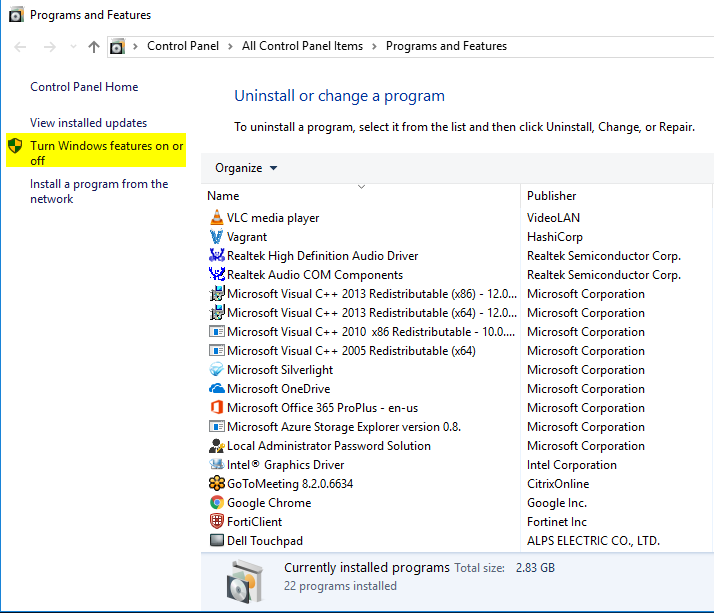 Programs and Features
Control Panel > All Control Panel Items > Programs and Features
Control Panel Home
View installed updates
Turn Windows features on or
off
Install a program from the
network
Uninstall or change a program
To uninstall a program, select it from the list and then click Uninstall, Change, or Repair.
Organize
Name Publisher
VLC media player VideoLAN
Vagrant HashiCorp
Realtek High Definition Audio Driver Realtek Semiconductor Corp.
Realtek Audio COM Components Realtek Semiconductor Corp.
Microsoft Visual C++ 2013 Redistributable (x86) - 12.0... Microsoft Corporation
Microsoft Visual C++ 2013 Redistributable (x64) - 12.0... Microsoft Corporation
Microsoft Visual C++ 2010  x86 Redistributable - 10.0.... Microsoft Corporation
Microsoft Visual C++ 2005 Redistributable (x64) Microsoft Corporation
Microsoft Silverlight Microsoft Corporation
Microsoft OneDrive Microsoft Corporation
Microsoft Office 365 ProPlus - en-us Microsoft Corporation
Microsoft Azure Storage Explorer version 0.8. Microsoft Corporation
Local Administrator Password Solution Microsoft Corporation
Intel® Graphics Driver Intel Corporation
GoToMeeting 8.2.0.6634 CitrixOnline
Google Chrome Google Inc.
FortiClient Fortinet Inc
Dell Touchpad ALPS ELECTRIC CO., LTD.
Currently installed programs Total size: 2.83 GB
22 programs installed